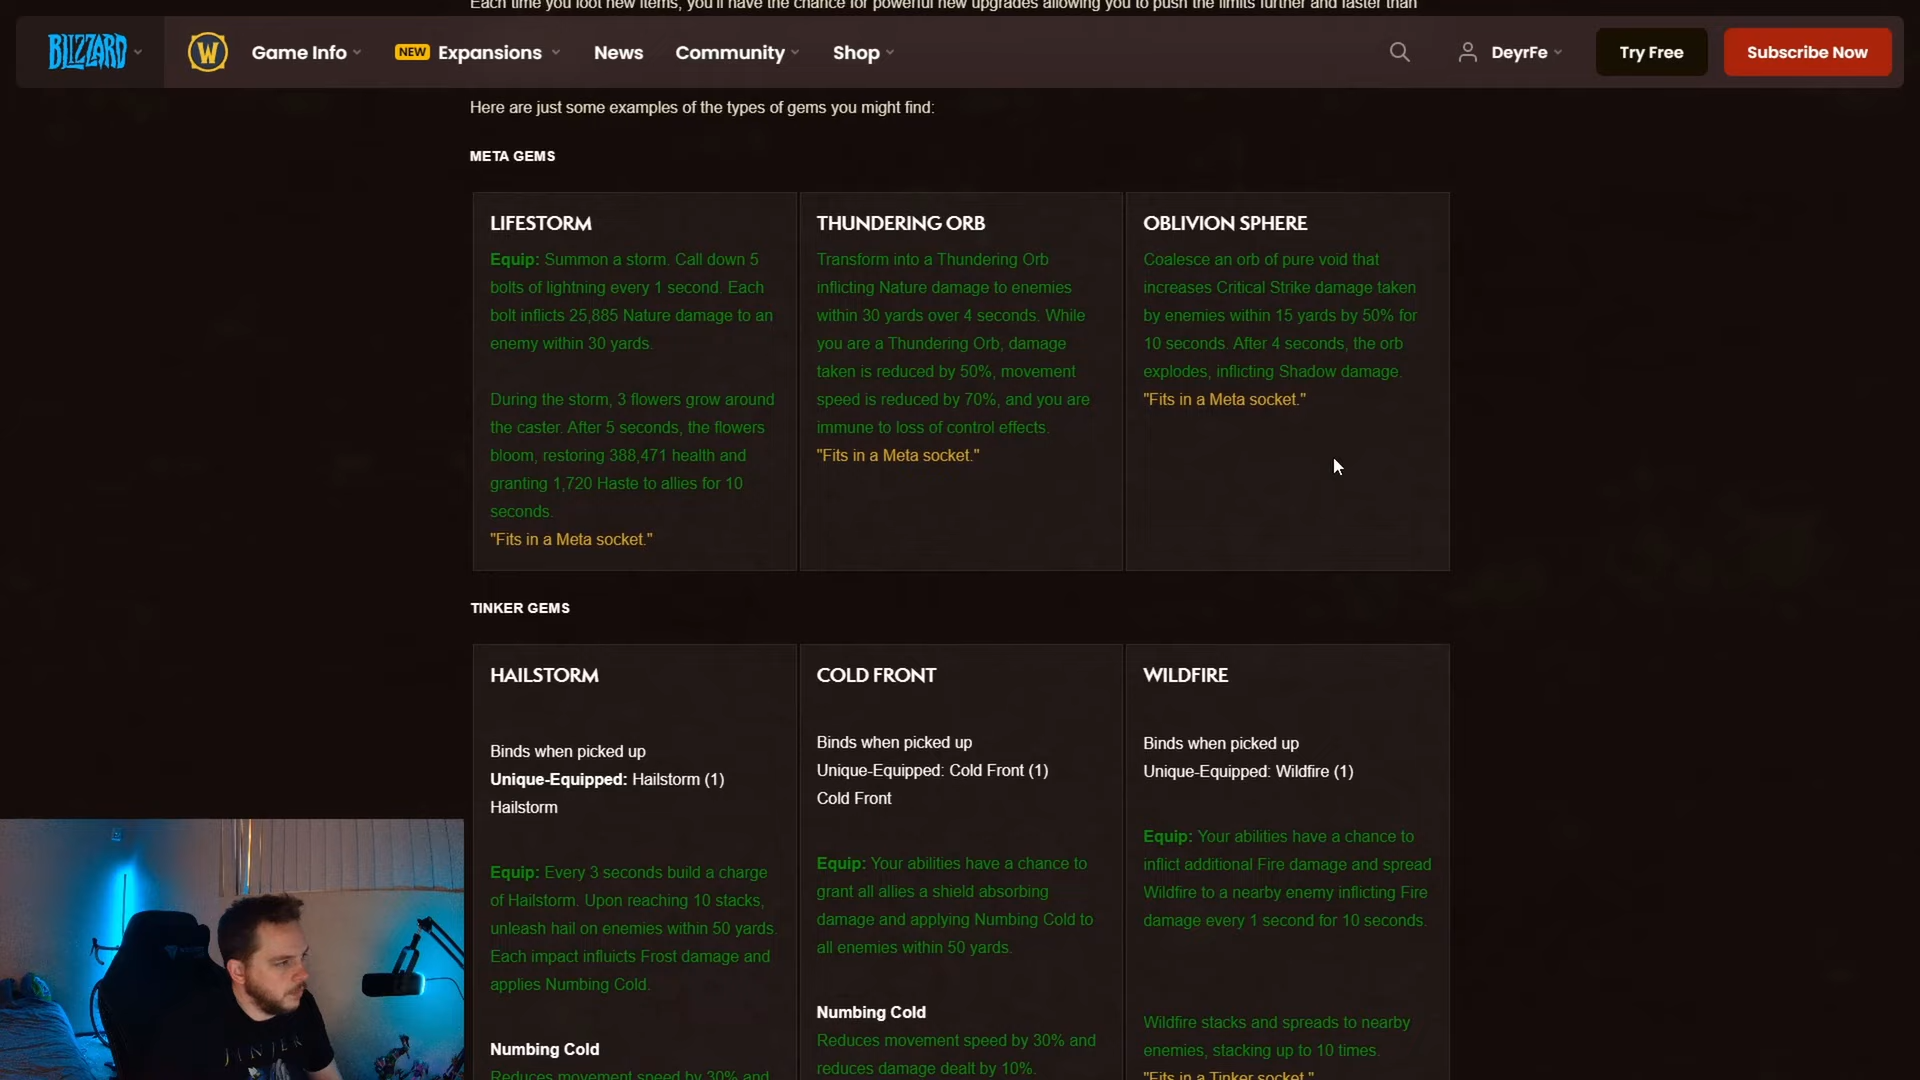 Each time you loot new items, you'll have the chance for powerful new upgrades allowing you to push the limits further and faster than
BLIZZARD
W
Game Info
NEW Expansions
News
Community
Shop
DeyrFe
Try Free
Subscribe Now
Here are just some examples of the types of gems you might find:
META GEMS
LIFESTORM
Equip: Summon a storm. Call down 5
bolts of lightning every 1 second. Each
bolt inflicts 25,885 Nature damage to an
enemy within 30 yards.
During the storm, 3 flowers grow around
the caster. After 5 seconds, the flowers
bloom, restoring 388,471 health and
granting 1,720 Haste to allies for 10
seconds.
"Fits in a Meta socket."
THUNDERING ORB
Transform into a Thundering Orb
inflicting Nature damage to enemies
within 30 yards over 4 seconds. While
you are a Thundering Orb, damage
taken is reduced by 50%, movement
speed is reduced by 70%, and you are
immune to loss of control effects.
"Fits in a Meta socket."
OBLIVION SPHERE
Coalesce an orb of pure void that
increases Critical Strike damage taken
by enemies within 15 yards by 50% for
10 seconds. After 4 seconds, the orb
explodes, inflicting Shadow damage.
"Fits in a Meta socket."
TINKER GEMS
HAILSTORM
Binds when picked up
Unique-Equipped: Hailstorm (1)
Hailstorm
Equip: Every 3 seconds build a charge
of Hailstorm. Upon reaching 10 stacks,
unleash hail on enemies within 50 yards.
Each impact influicts Frost damage and
applies Numbing Cold.
Numbing Cold
Reduces movement speed by 30% and
COLD FRONT
Binds when picked up
Unique-Equipped: Cold Front (1)
Cold Front
Equip: Your abilities have a chance to
grant all allies a shield absorbing
damage and applying Numbing Cold to
all enemies within 50 yards.
Numbing Cold
Reduces movement speed by 30% and
reduces damage dealt by 10%.
WILDFIRE
Binds when picked up
Unique-Equipped: Wildfire (1)
Equip: Your abilities have a chance to
inflict additional Fire damage and spread
Wildfire to a nearby enemy inflicting Fire
damage every 1 second for 10 seconds.
Wildfire stacks and spreads to nearby
enemies, stacking up to 10 times.
"Fits in a Tinker socket."